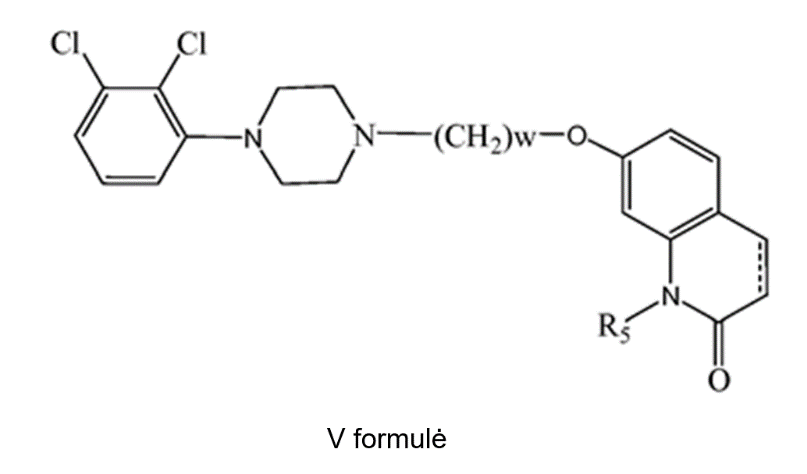 Cl Cl
N N (CH₂)w O
N
R₅
O
V formulė